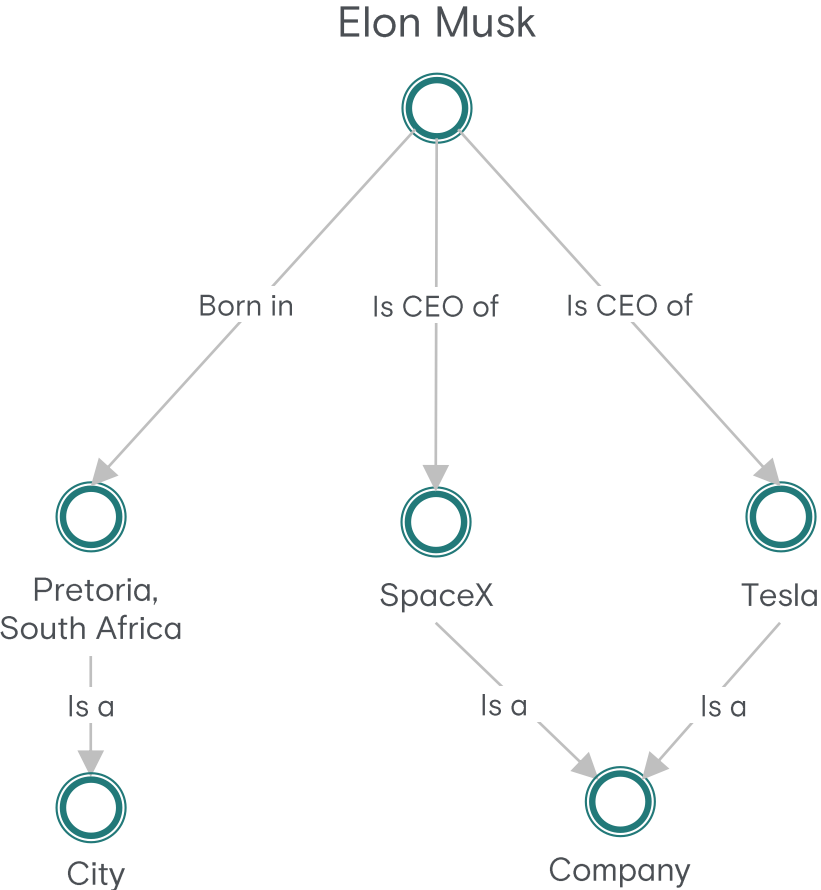 Elon Musk
Born in
Is CEO of
Is CEO of
Pretoria,
South Africa
SpaceX
Tesla
Is a
Is a
Is a
City
Company